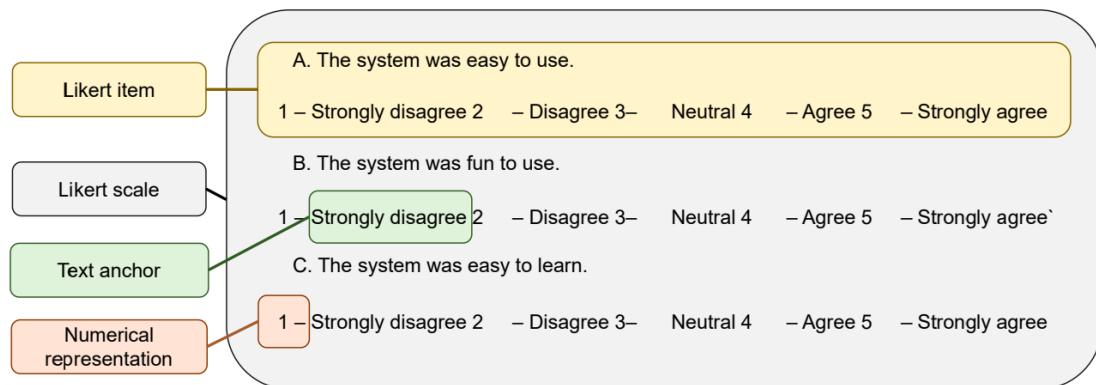 A. The system was easy to use.
Likert item
1 – Strongly disagree 2 – Disagree 3– Neutral 4 – Agree 5 – Strongly agree
B. The system was fun to use.
Likert scale
1 – Strongly disagree 2 – Disagree 3– Neutral 4 – Agree 5 – Strongly agree`
Text anchor
C. The system was easy to learn.
Numerical
representation
1 – Strongly disagree 2 – Disagree 3– Neutral 4 – Agree 5 – Strongly agree